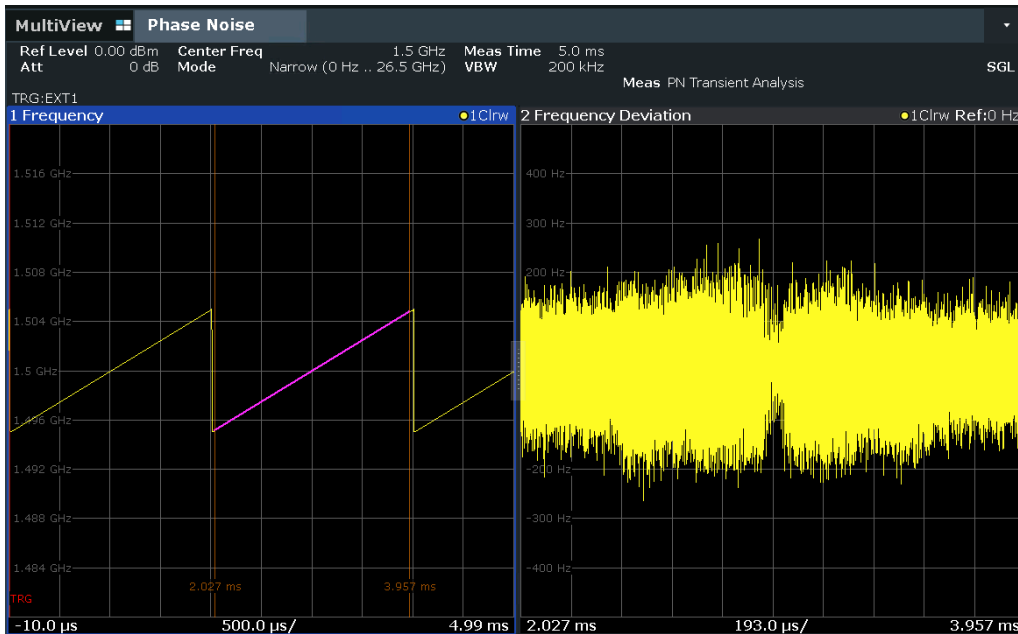 MultiView Phase Noise
Ref Level 0.00 dBm Center Freq 1.5 GHz Meas Time 5.0 ms
Att 0 dB Mode Narrow (0 Hz .. 26.5 GHz) VBW 200 kHz SGL
Meas PN Transient Analysis
TRG:EXT1
1 Frequency 1Clrw
1.516 GHz
1.512 GHz
1.508 GHz
1.504 GHz
1.5 GHz
1.496 GHz
1.492 GHz
1.488 GHz
1.484 GHz
2.027 ms 3.957 ms
TRG
-10.0 µs 500.0 µs/ 4.99 ms
2 Frequency Deviation 1Clrw Ref:0 Hz
400 Hz
300 Hz
200 Hz
-200 Hz
-300 Hz
-400 Hz
2.027 ms 193.0 µs/ 3.957 ms